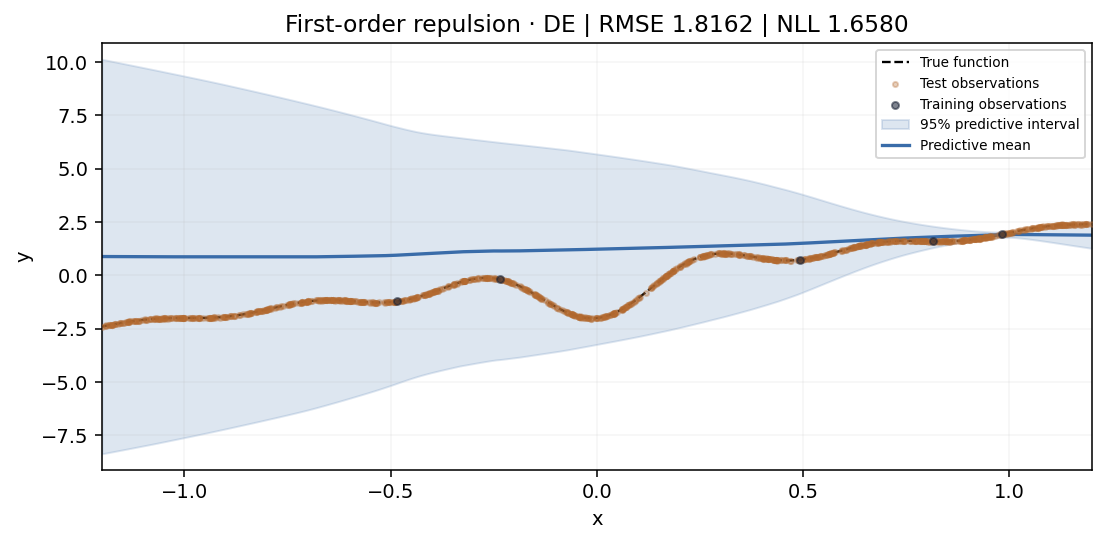 First-order repulsion · DE | RMSE 1.8162 | NLL 1.6580
True function
Test observations
Training observations
95% predictive interval
Predictive mean
10.0
7.5
5.0
2.5
0.0
−2.5
−5.0
−7.5
y
−1.0
−0.5
0.0
0.5
1.0
x